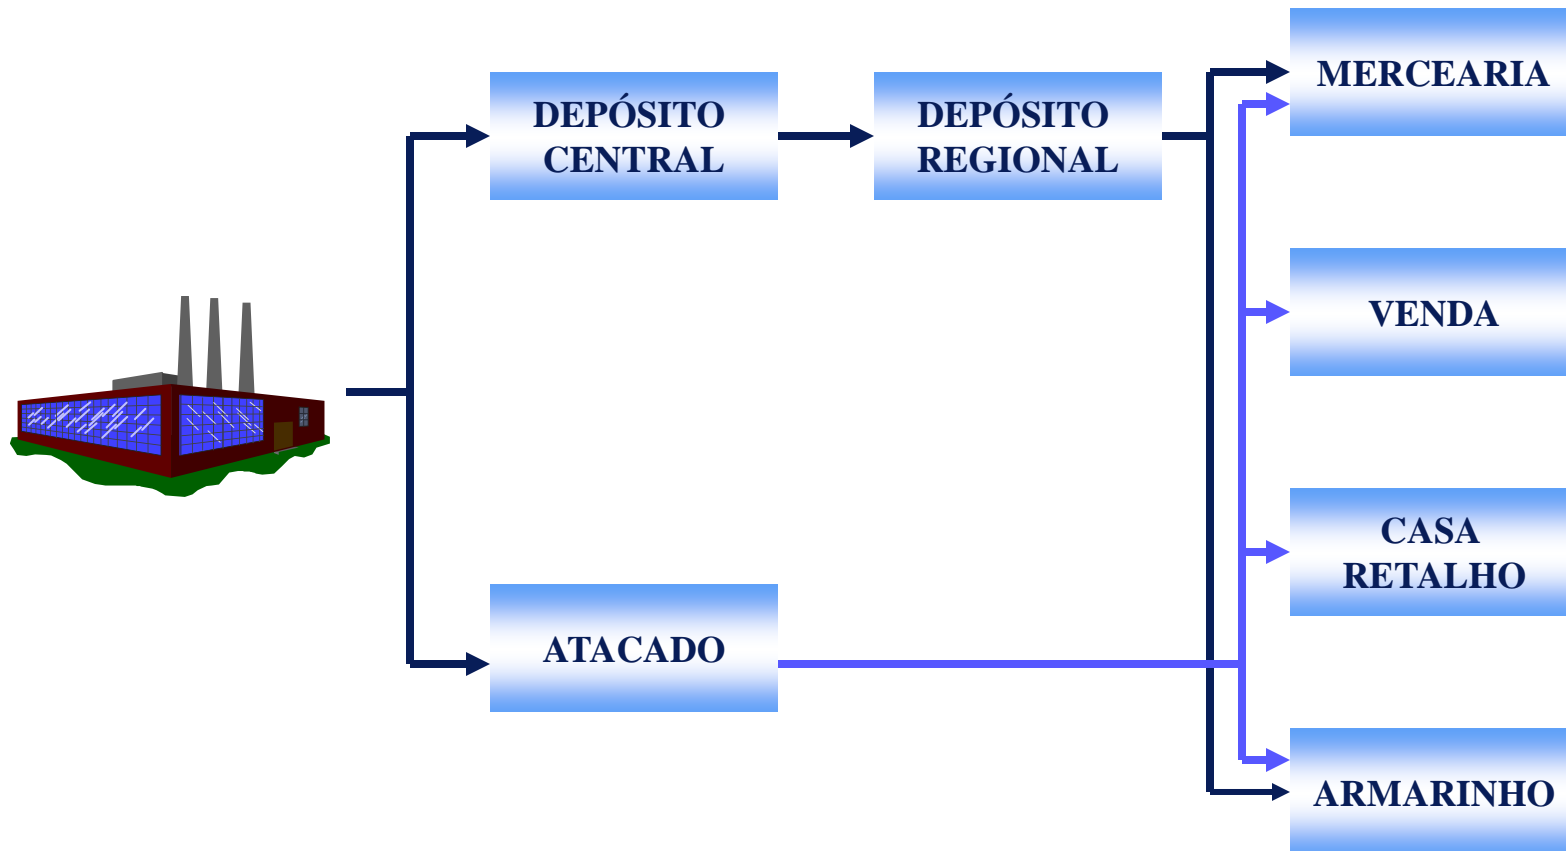 DEPÓSITO
CENTRAL
DEPÓSITO
REGIONAL
MERCEARIA
VENDA
CASA
RETALHO
ATACADO
ARMARINHO